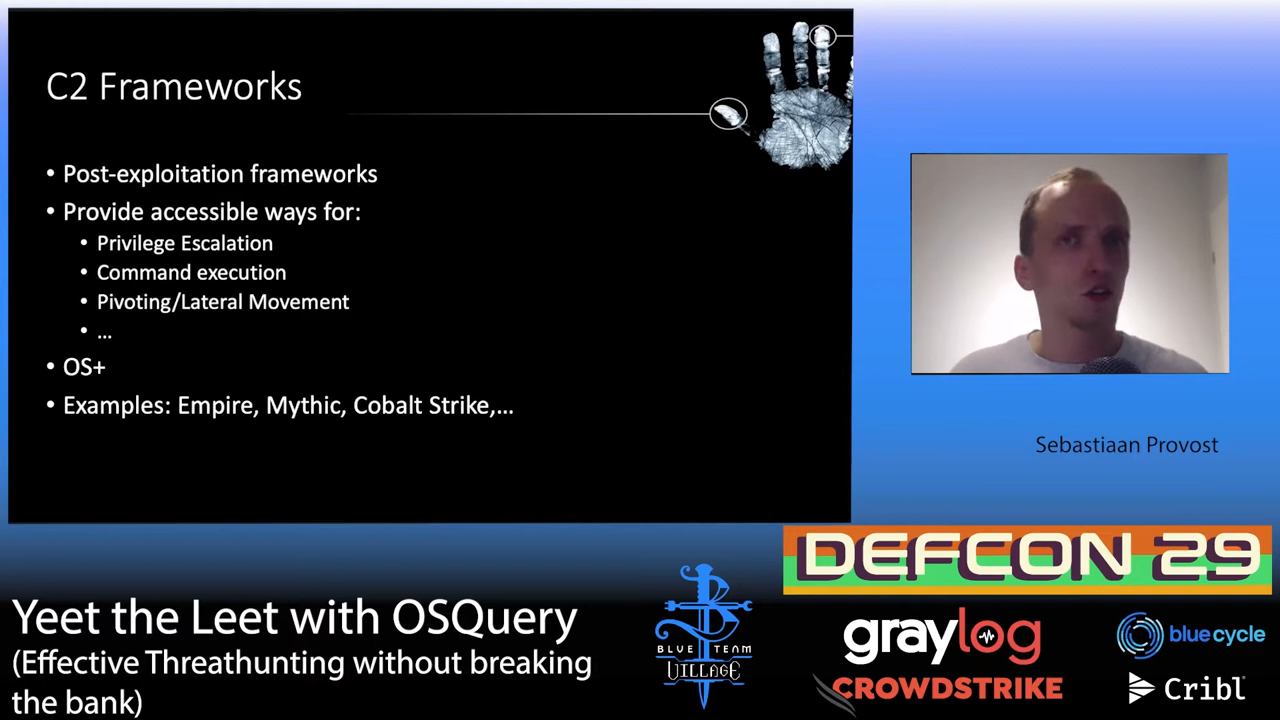 C2 Frameworks
• Post-exploitation frameworks
• Provide accessible ways for:
• Privilege Escalation
• Command execution
• Pivoting/Lateral Movement
• ...
• OS+
• Examples: Empire, Mythic, Cobalt Strike,...
Sebastiaan Provost
DEFCON 29
Yeet the Leet with OSQuery
(Effective Threathunting without breaking
the bank)
BLUE TEAM
VILLAGE
graylog
CROWDSTRIKE
blue cycle
Cribl